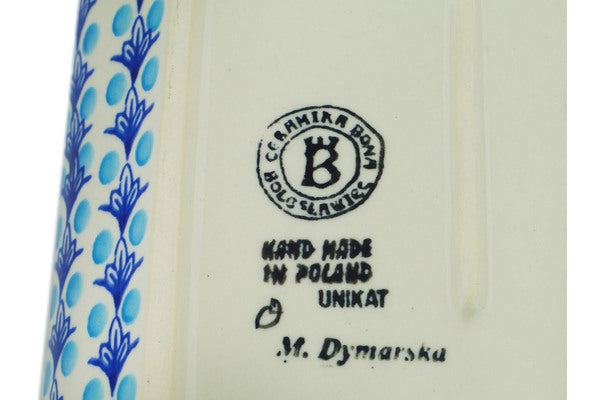 CERAMIKA BONA
BOLESŁAWIEC
B
HAND MADE
IN POLAND
UNIKAT
M. Dymarska